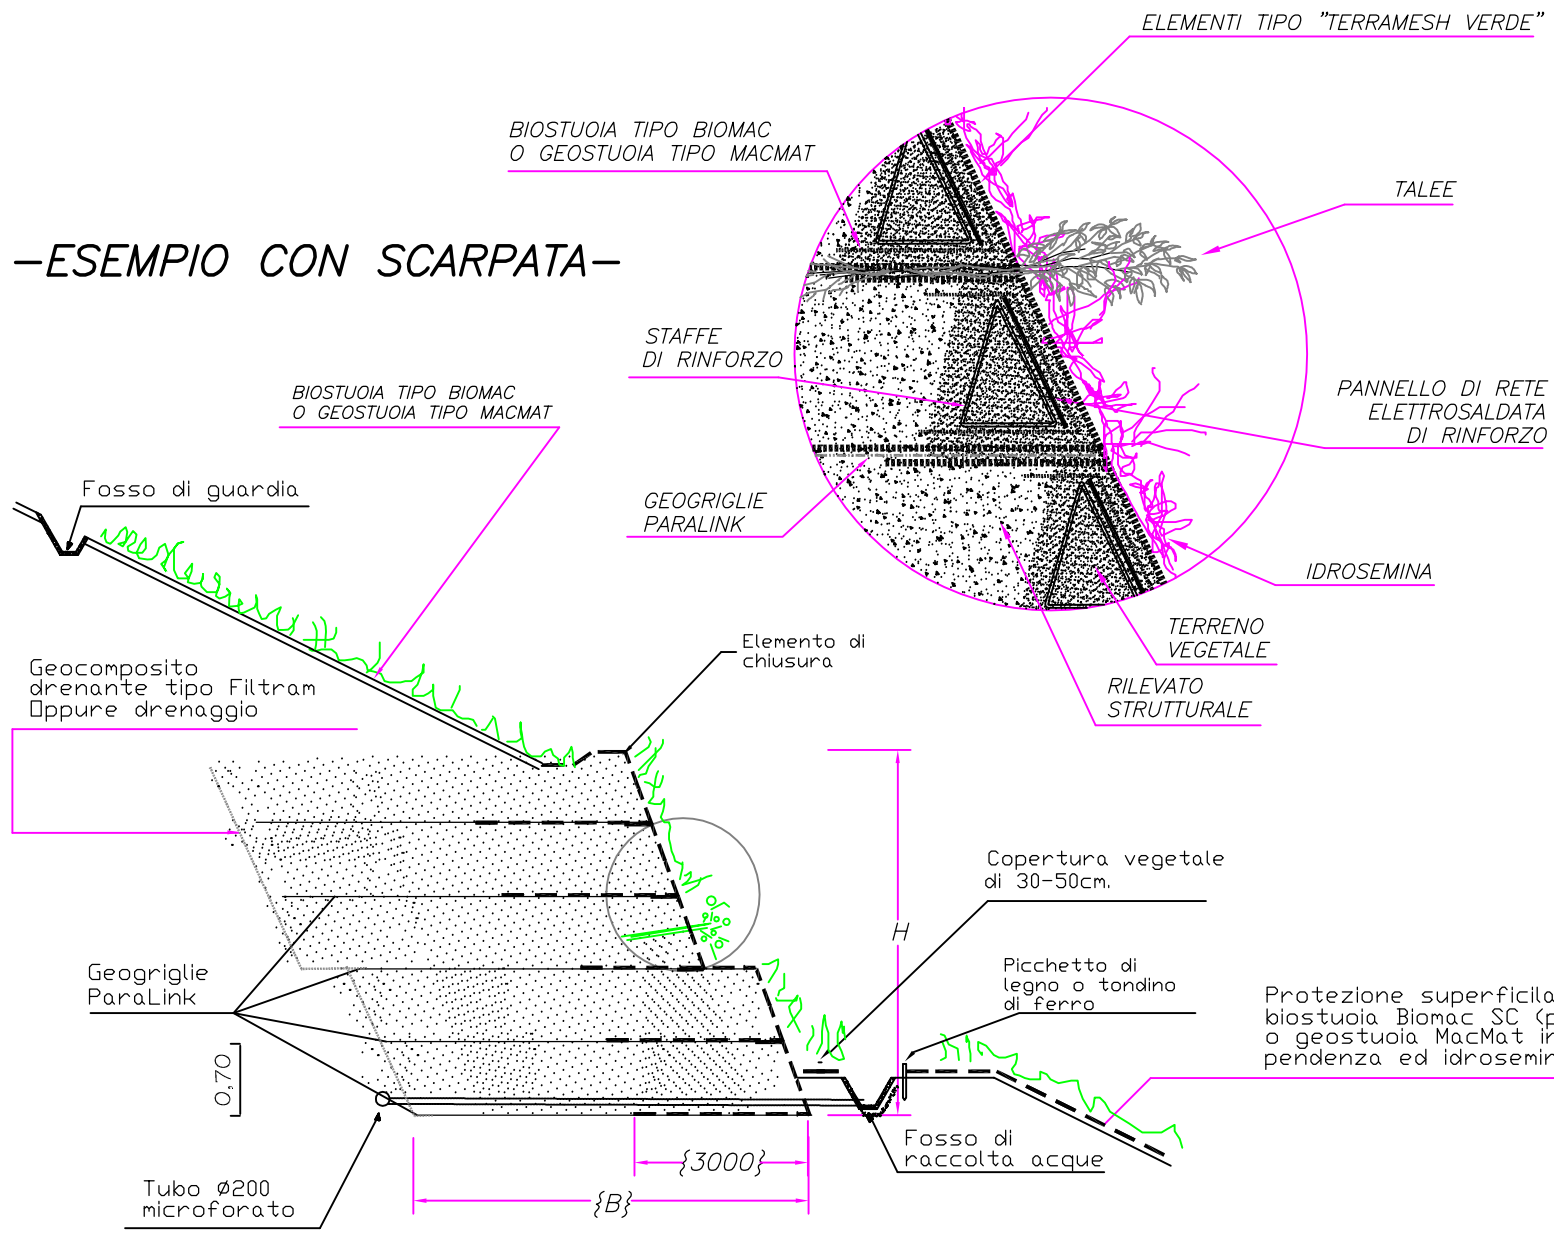 ELEMENTI TIPO "TERRAMESH VERDE"
BIOSTUOIA TIPO BIOMAC
O GEOSTUOIA TIPO MACMAT
TALEE
-ESEMPIO CON SCARPATA-
STAFFE
DI RINFORZO
BIOSTUOIA TIPO BIOMAC
O GEOSTUOIA TIPO MACMAT
PANNELLO DI RETE
ELETTROSALDATA
DI RINFORZO
Fosso di guardia
GEOGRIGLIE
PARALINK
IDROSEMINA
TERRENO
VEGETALE
Elemento di
chiusura
Geocomposito
drenante tipo Filtram
Oppure drenaggio
RILEVATO
STRUTTURALE
Copertura vegetale
di 30-50cm.
H
Geogriglie
ParaLink
Picchetto di
legno o tondino
di ferro
Protezione superficila
biostuoia Biomac SC (p
o geostuoia MacMat in
pendenza ed idrosemin
0,70
Fosso di
raccolta acque
{3000}
{B}
Tubo Ø200
microforato